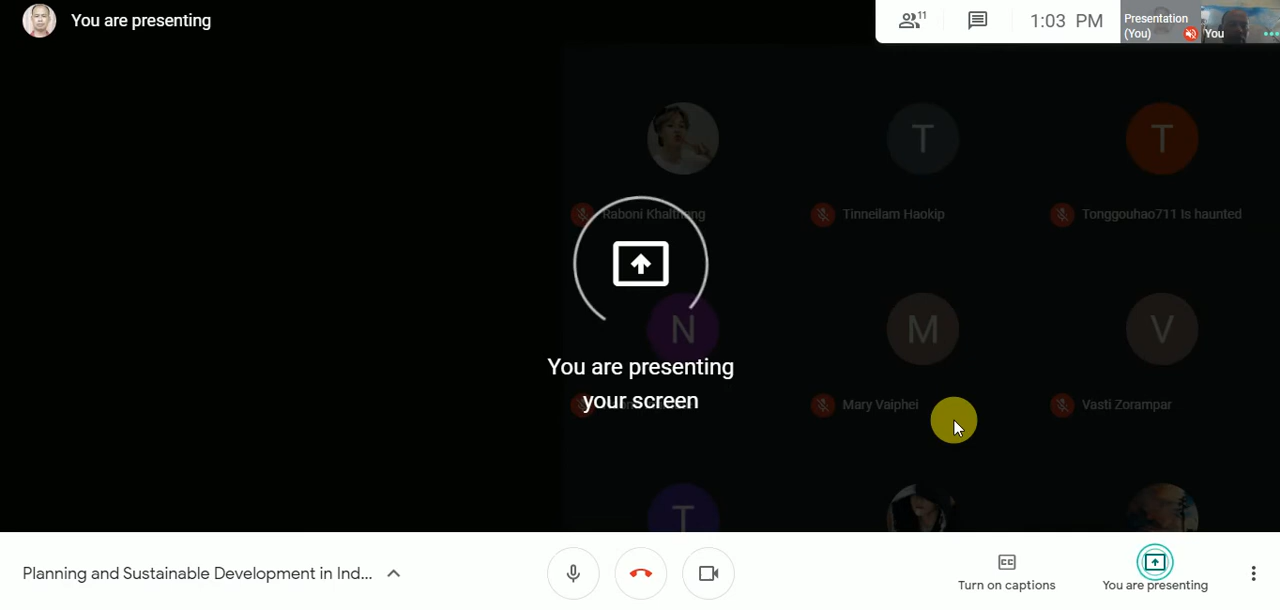 You are presenting
11
1:03 PM
Presentation
(You)
You
T
T
Raboni Khalthang
Tinneilam Haokip
Tonggouhao711 Is haunted
N
M
V
You are presenting
your screen
Mary Vaiphei
Vasti Zorampar
T
Planning and Sustainable Development in Ind...
Turn on captions
You are presenting